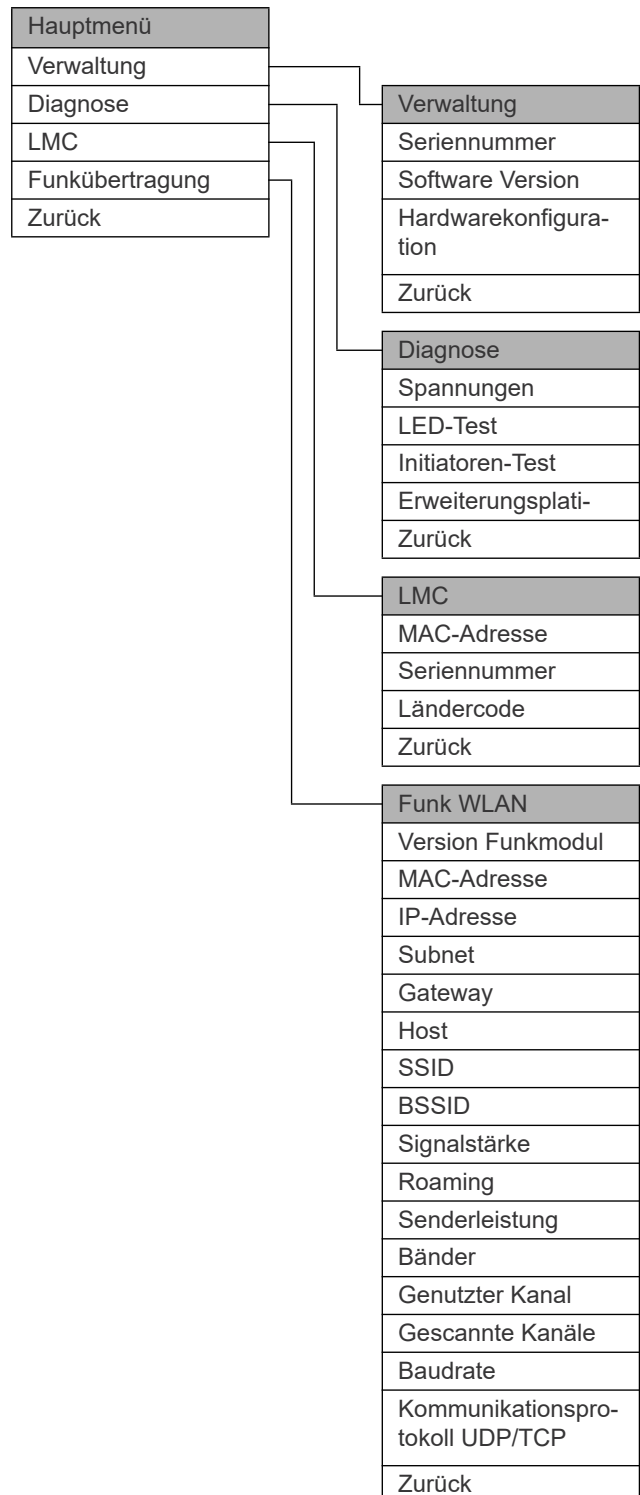 Hauptmenü
Verwaltung
Diagnose
LMC
Funkübertragung
Zurück
Verwaltung
Seriennummer
Software Version
Hardwarekonfigura-
tion
Zurück
Diagnose
Spannungen
LED-Test
Initiatoren-Test
Erweiterungsplati-
Zurück
LMC
MAC-Adresse
Seriennummer
Ländercode
Zurück
Funk WLAN
Version Funkmodul
MAC-Adresse
IP-Adresse
Subnet
Gateway
Host
SSID
BSSID
Signalstärke
Roaming
Senderleistung
Bänder
Genutzter Kanal
Gescannte Kanäle
Baudrate
Kommunikationspro-
tokoll UDP/TCP
Zurück